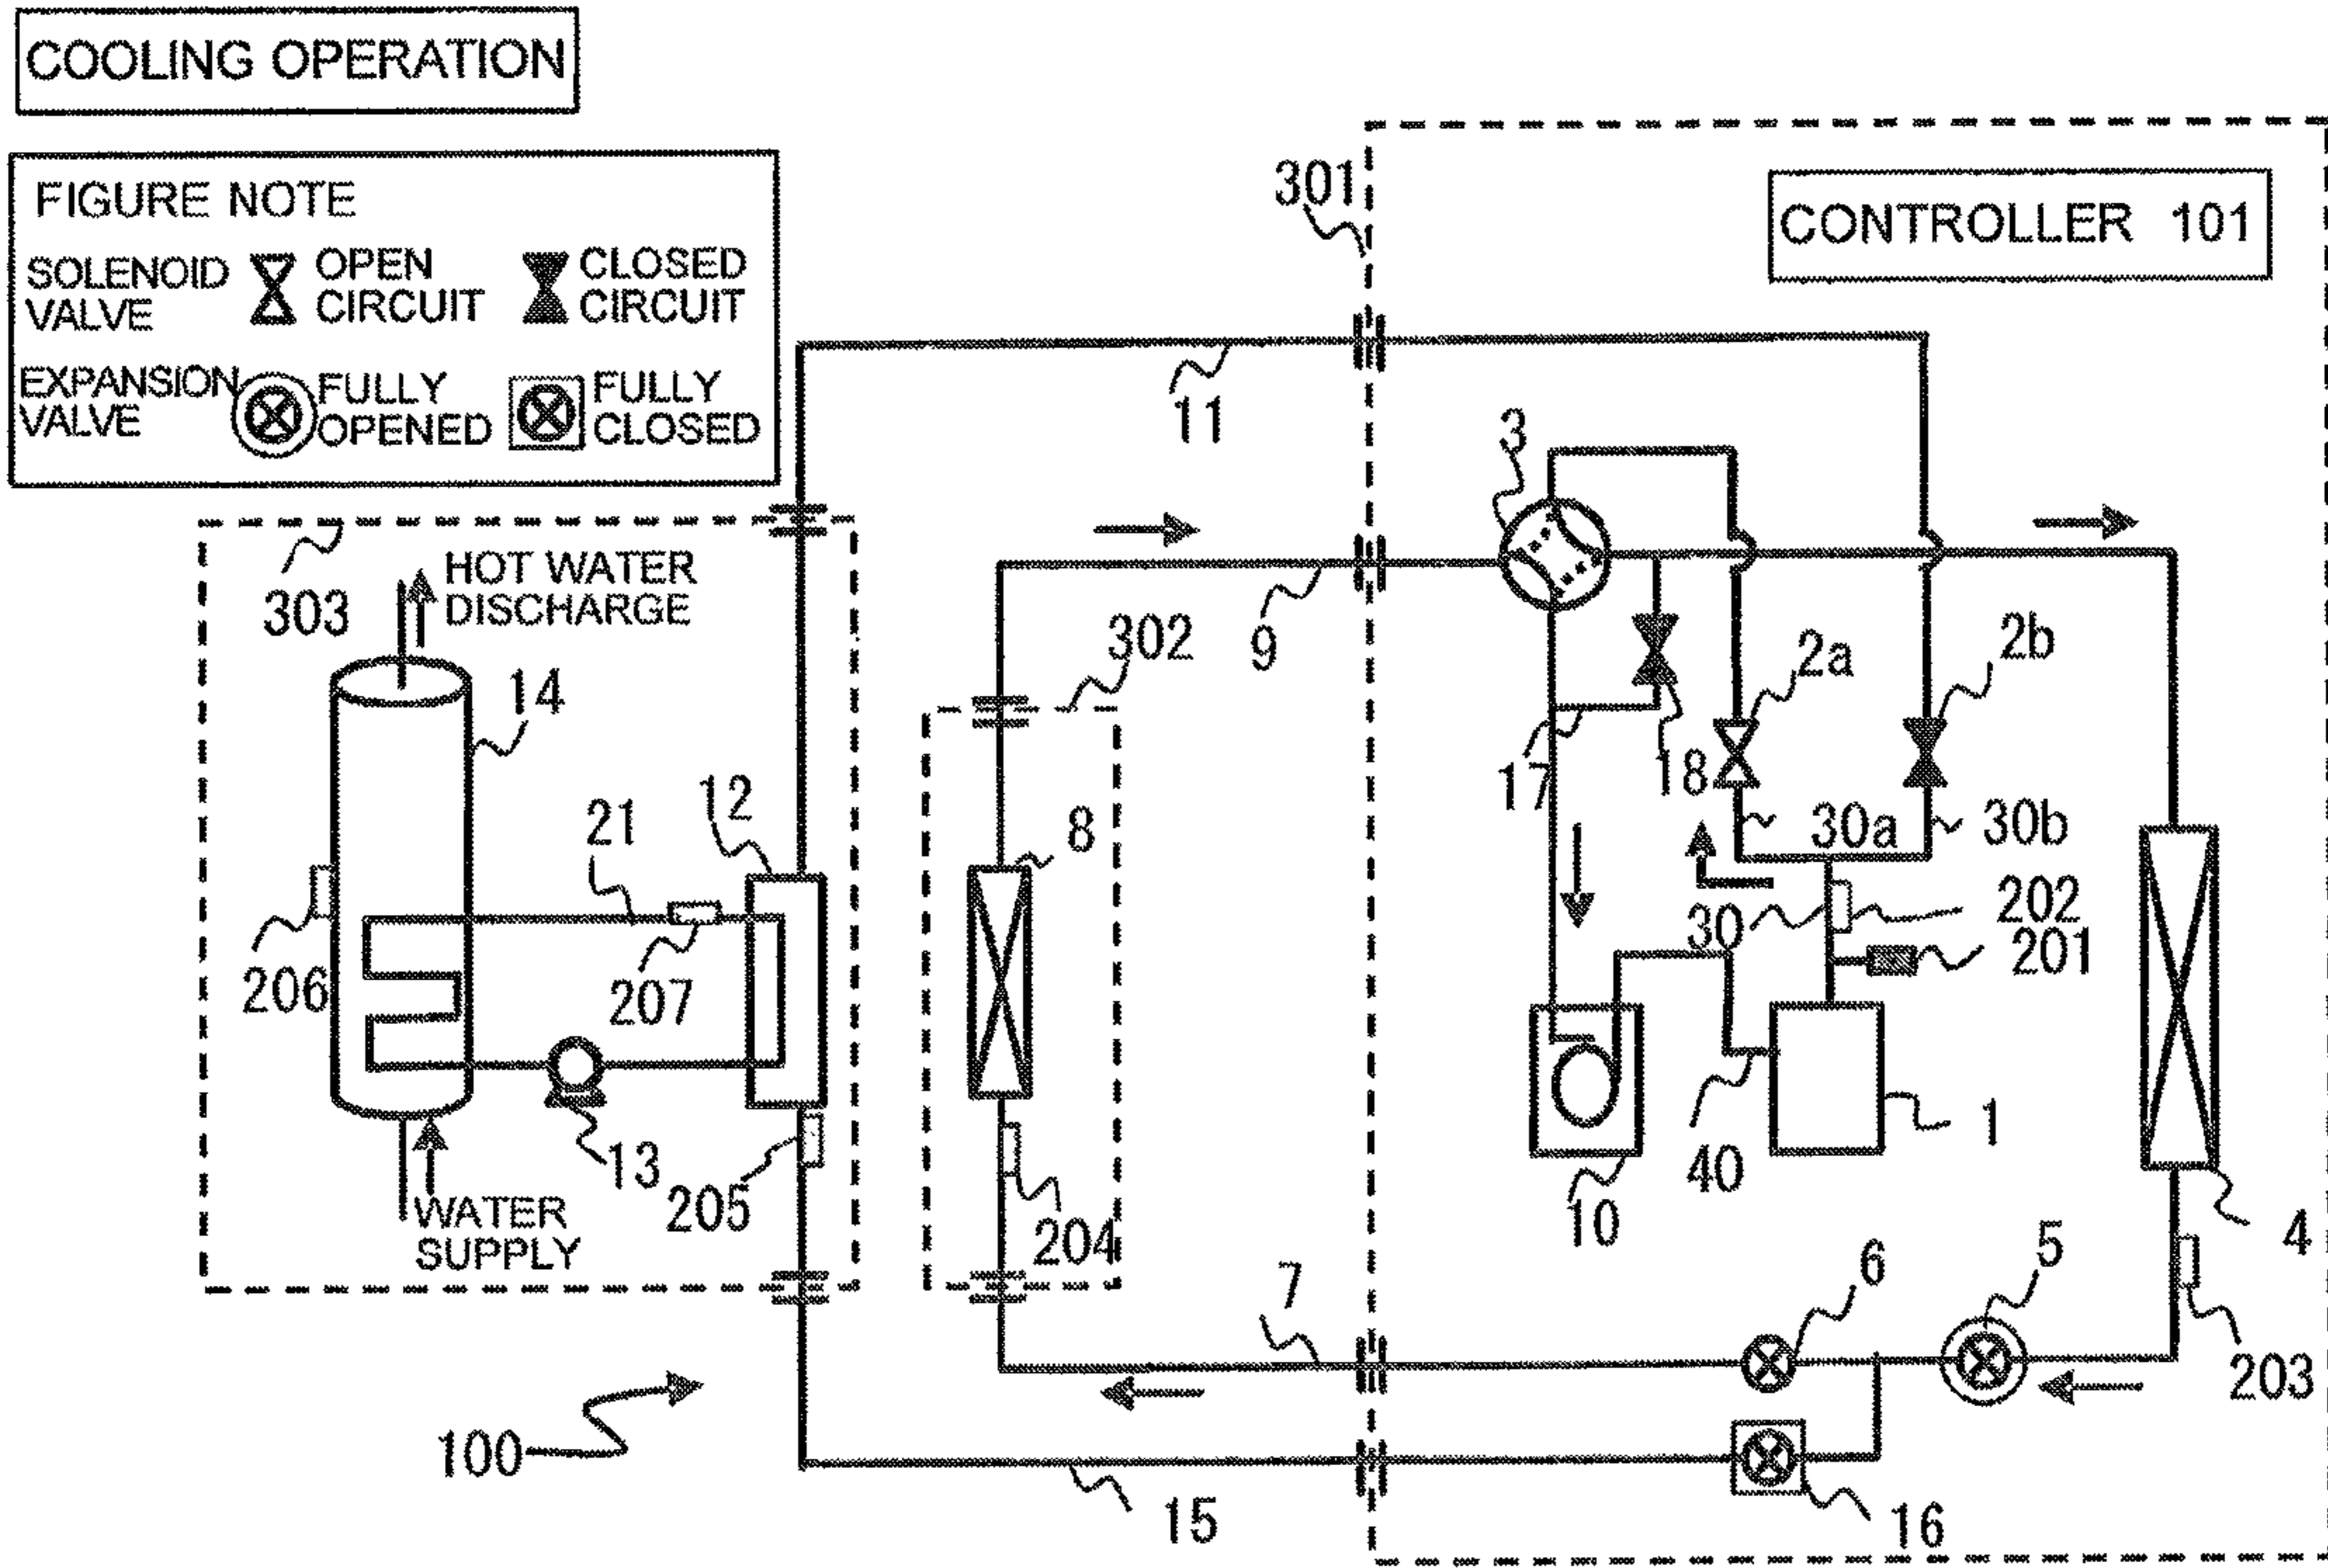 COOLING OPERATION
FIGURE NOTE
SOLENOID VALVE
OPEN CIRCUIT
CLOSED CIRCUIT
EXPANSION VALVE
FULLY OPENED
FULLY CLOSED
301
CONTROLLER 101
11
3
303
HOT WATER
DISCHARGE
302
9
2a
2b
14
17
18
12
21
8
30a
30b
206
207
30
202
201
13
205
204
40
1
10
4
WATER
SUPPLY
7
6
5
203
100
15
16